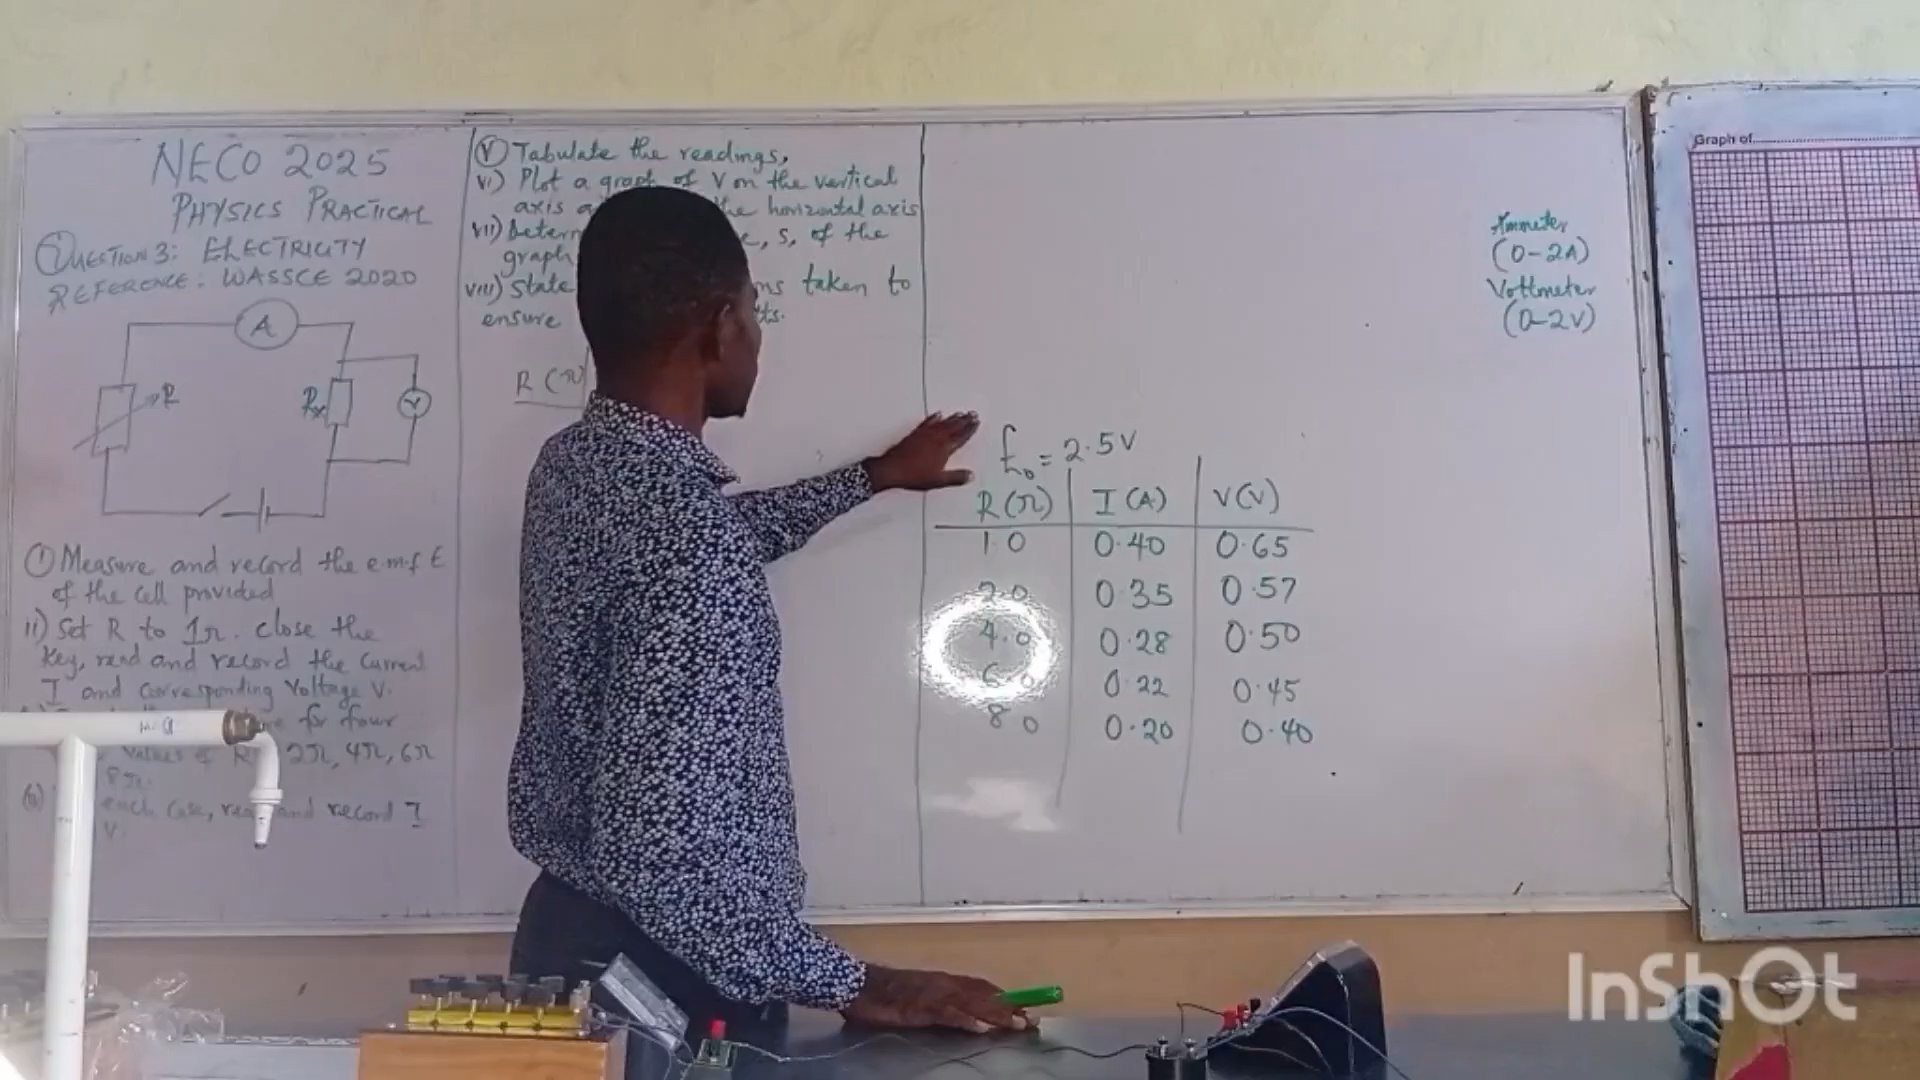 NECO 2025
PHYSICS PRACTICAL
QUESTION 3: ELECTRICITY
REFERENCE: WASSCE 2020
A
R
Rx
V
(i) Measure and record the e.m.f E
of the cell provided
ii) Set R to 1Ω. close the
key, read and record the current
I and corresponding voltage V.
for four
values of R 2Ω, 4Ω, 6Ω
8Ω.
each case, read and record I
V.
(V) Tabulate the readings,
vi) Plot a graph of V on the vertical
axis the horizontal axis
vii) s, of the
graph
viii) State taken to
ensure
R (Ω)
E₀ = 2.5V
R(Ω) I (A) V(V)
1.0 0.40 0.65
2.0 0.35 0.57
4.0 0.28 0.50
6.0 0.22 0.45
8.0 0.20 0.40
Ammeter
(0-2A)
Voltmeter
(0-2V)
Graph of
InShOt